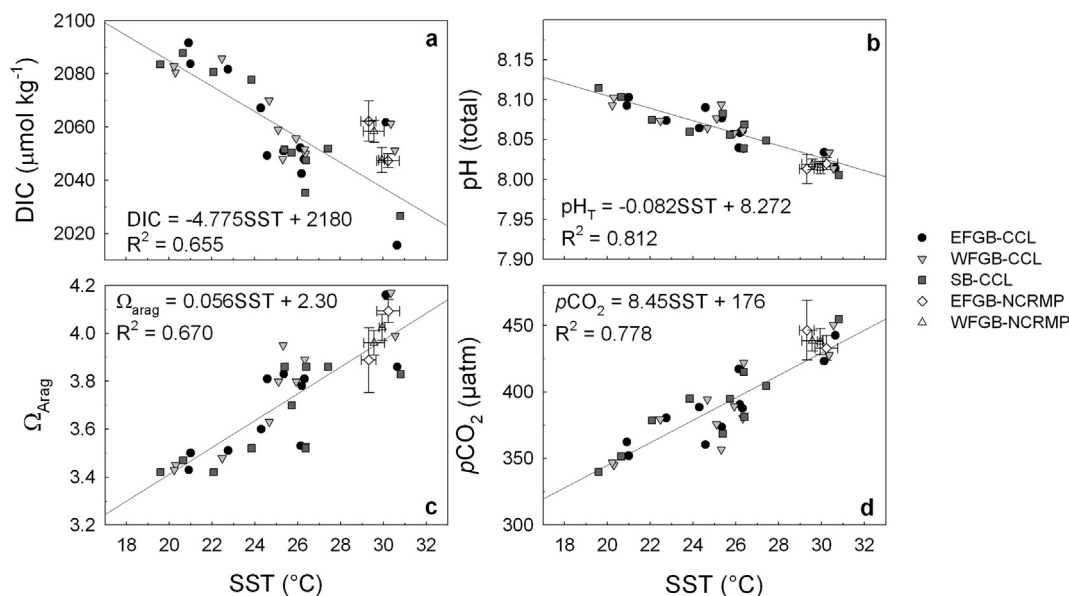 a
2100
2080
2060
2040
2020
DIC (µmol kg⁻¹)
DIC = -4.775SST + 2180
R² = 0.655
b
8.15
8.10
8.05
8.00
7.95
7.90
pH (total)
pH_T = -0.082SST + 8.272
R² = 0.812
EFGB-CCL
WFGB-CCL
SB-CCL
EFGB-NCRMP
WFGB-NCRMP
4.2
4.0
3.8
3.6
3.4
3.2
Ω_Arag
Ω_arag = 0.056SST + 2.30
R² = 0.670
c
18 20 22 24 26 28 30 32
SST (°C)
450
400
350
300
pCO₂ (µatm)
pCO₂ = 8.45SST + 176
R² = 0.778
d
18 20 22 24 26 28 30 32
SST (°C)